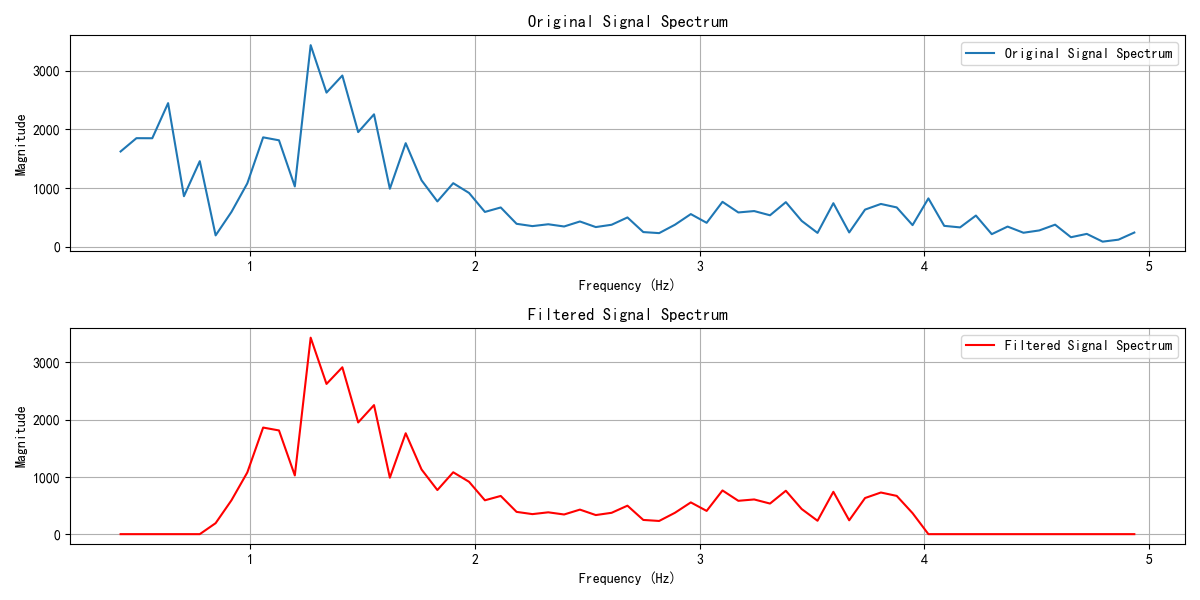 Original Signal Spectrum
Original Signal Spectrum
Magnitude
3000
2000
1000
0
1 2 3 4 5
Frequency (Hz)
Filtered Signal Spectrum
Filtered Signal Spectrum
Magnitude
3000
2000
1000
0
1 2 3 4 5
Frequency (Hz)